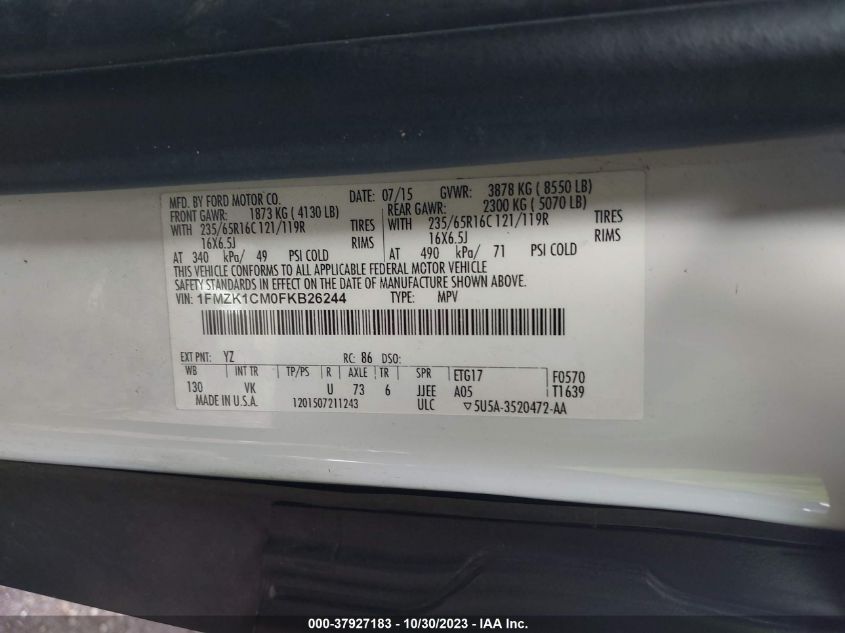 MFD. BY FORD MOTOR CO. DATE: 07/15 GVWR: 3878 KG ( 8550 LB)
FRONT GAWR: 1873 KG ( 4130 LB) REAR GAWR: 2300 KG ( 5070 LB)
WITH 235/65R16C 121/119R TIRES WITH 235/65R16C 121/119R TIRES
16X6.5J RIMS 16X6.5J RIMS
AT 340 kPa/ 49 PSI COLD AT 490 kPa/ 71 PSI COLD
THIS VEHICLE CONFORMS TO ALL APPLICABLE FEDERAL MOTOR VEHICLE
SAFETY STANDARDS IN EFFECT ON THE DATE OF MANUFACTURE SHOWN ABOVE.
VIN: 1FMZK1CM0FKB26244 TYPE: MPV
EXT PNT: YZ RC: 86 DSO:
WB INT TR TP/PS R AXLE TR SPR ETG17 F0570
130 VK U 73 6 JJEE A05 T1639
MADE IN U.S.A. 1201507211243 ULC ▽5U5A-3520472-AA
000-37927183 - 10/30/2023 - IAA Inc.